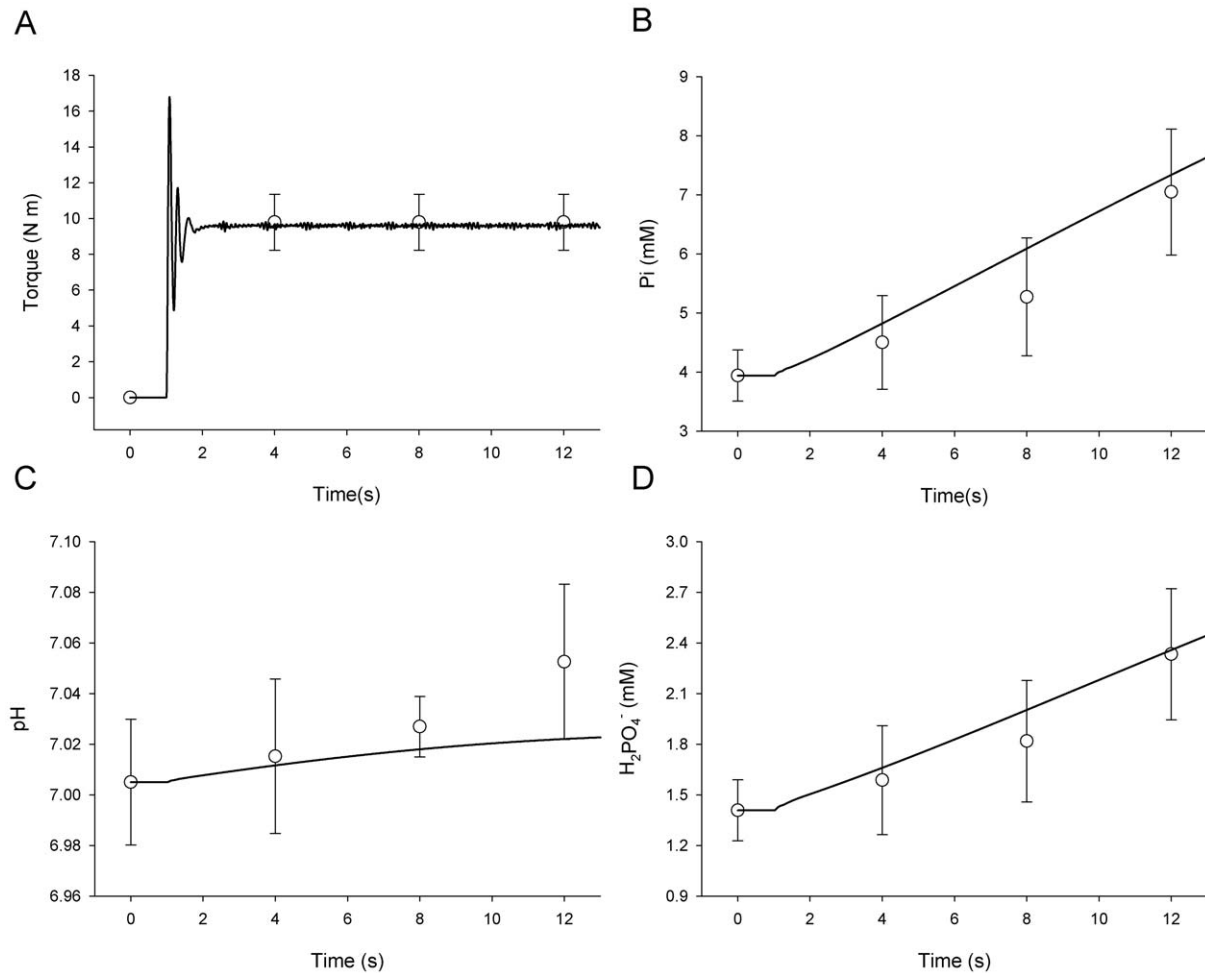 A
Torque (N m)
18
16
14
12
10
8
6
4
2
0
0 2 4 6 8 10 12
Time(s)
B
Pi (mM)
9
8
7
6
5
4
3
0 2 4 6 8 10 12
Time(s)
C
pH
7.10
7.08
7.06
7.04
7.02
7.00
6.98
6.96
0 2 4 6 8 10 12
Time (s)
D
H₂PO₄⁻ (mM)
3.0
2.7
2.4
2.1
1.8
1.5
1.2
0.9
0 2 4 6 8 10 12
Time (s)